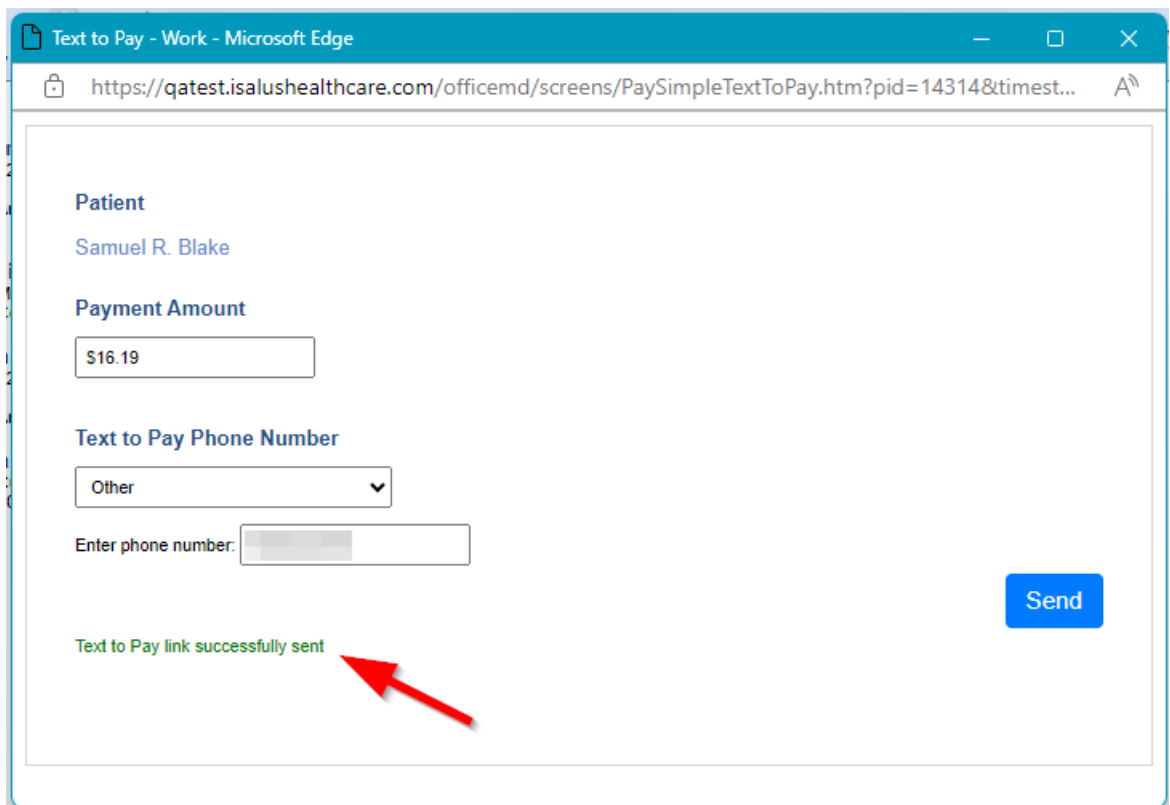 Text to Pay - Work - Microsoft Edge
https://qatest.isalushealthcare.com/officemd/screens/PaySimpleTextToPay.htm?pid=14314&timest...
Patient
Samuel R. Blake
Payment Amount
$16.19
Text to Pay Phone Number
Other
Enter phone number:
Send
Text to Pay link successfully sent